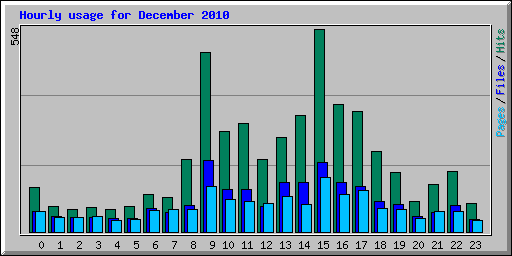 Hourly usage for December 2010
548
Pages / Files / Hits
0 1 2 3 4 5 6 7 8 9 10 11 12 13 14 15 16 17 18 19 20 21 22 23